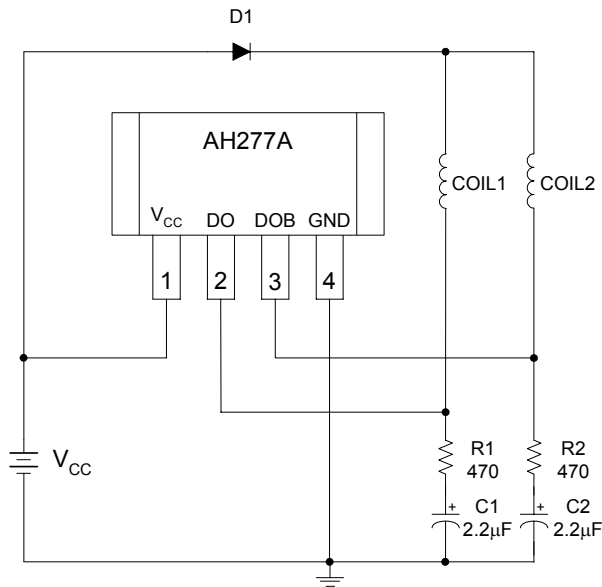 D1
AH277A
COIL1
COIL2
VCC
DO
DOB
GND
1
2
3
4
VCC
R1
470
R2
470
+
C1
2.2μF
+
C2
2.2μF